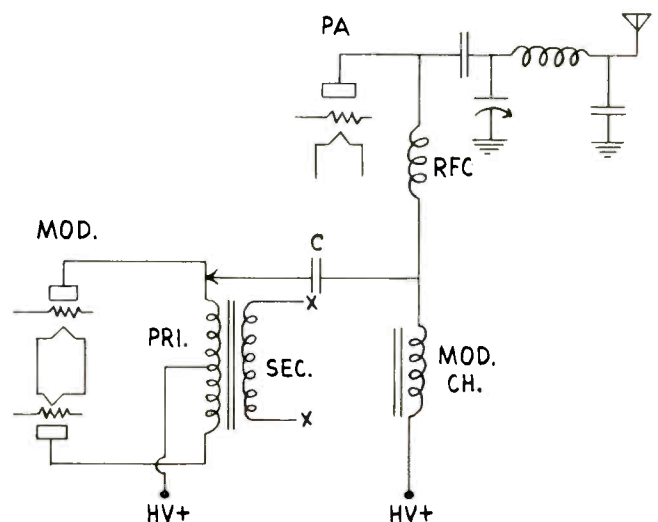 PA
RFC
MOD.
C
X
PRI.
SEC.
MOD.
CH.
X
HV+
HV+